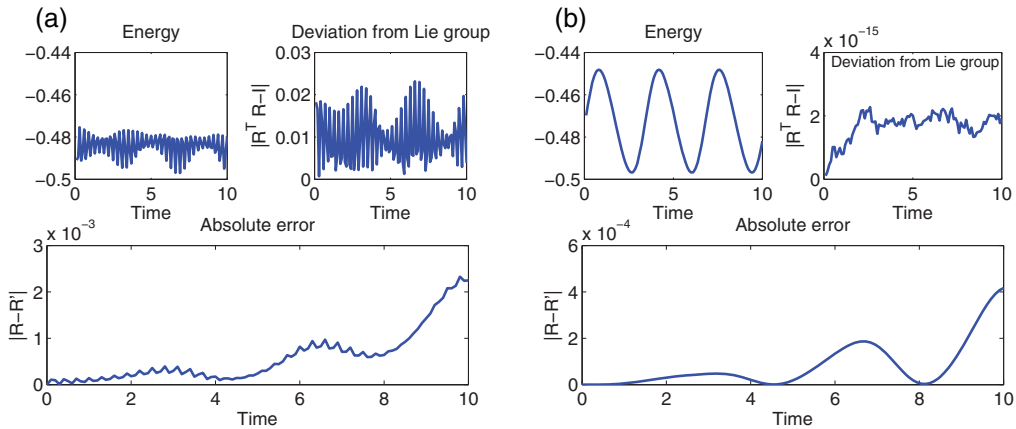 (a)
Energy
−0.44
−0.46
−0.48
−0.5
0 5 10
Time
Deviation from Lie group
|Rᵀ R−I|
0.03
0.02
0.01
0
0 5 10
Time
x 10⁻³
Absolute error
|R−R'|
3
2
1
0
0 2 4 6 8 10
Time
(b)
Energy
−0.44
−0.46
−0.48
−0.5
0 5 10
Time
x 10⁻¹⁵
Deviation from Lie group
|Rᵀ R−I|
4
2
0
0 5 10
Time
x 10⁻⁴
Absolute error
|R−R'|
6
4
2
0
0 2 4 6 8 10
Time